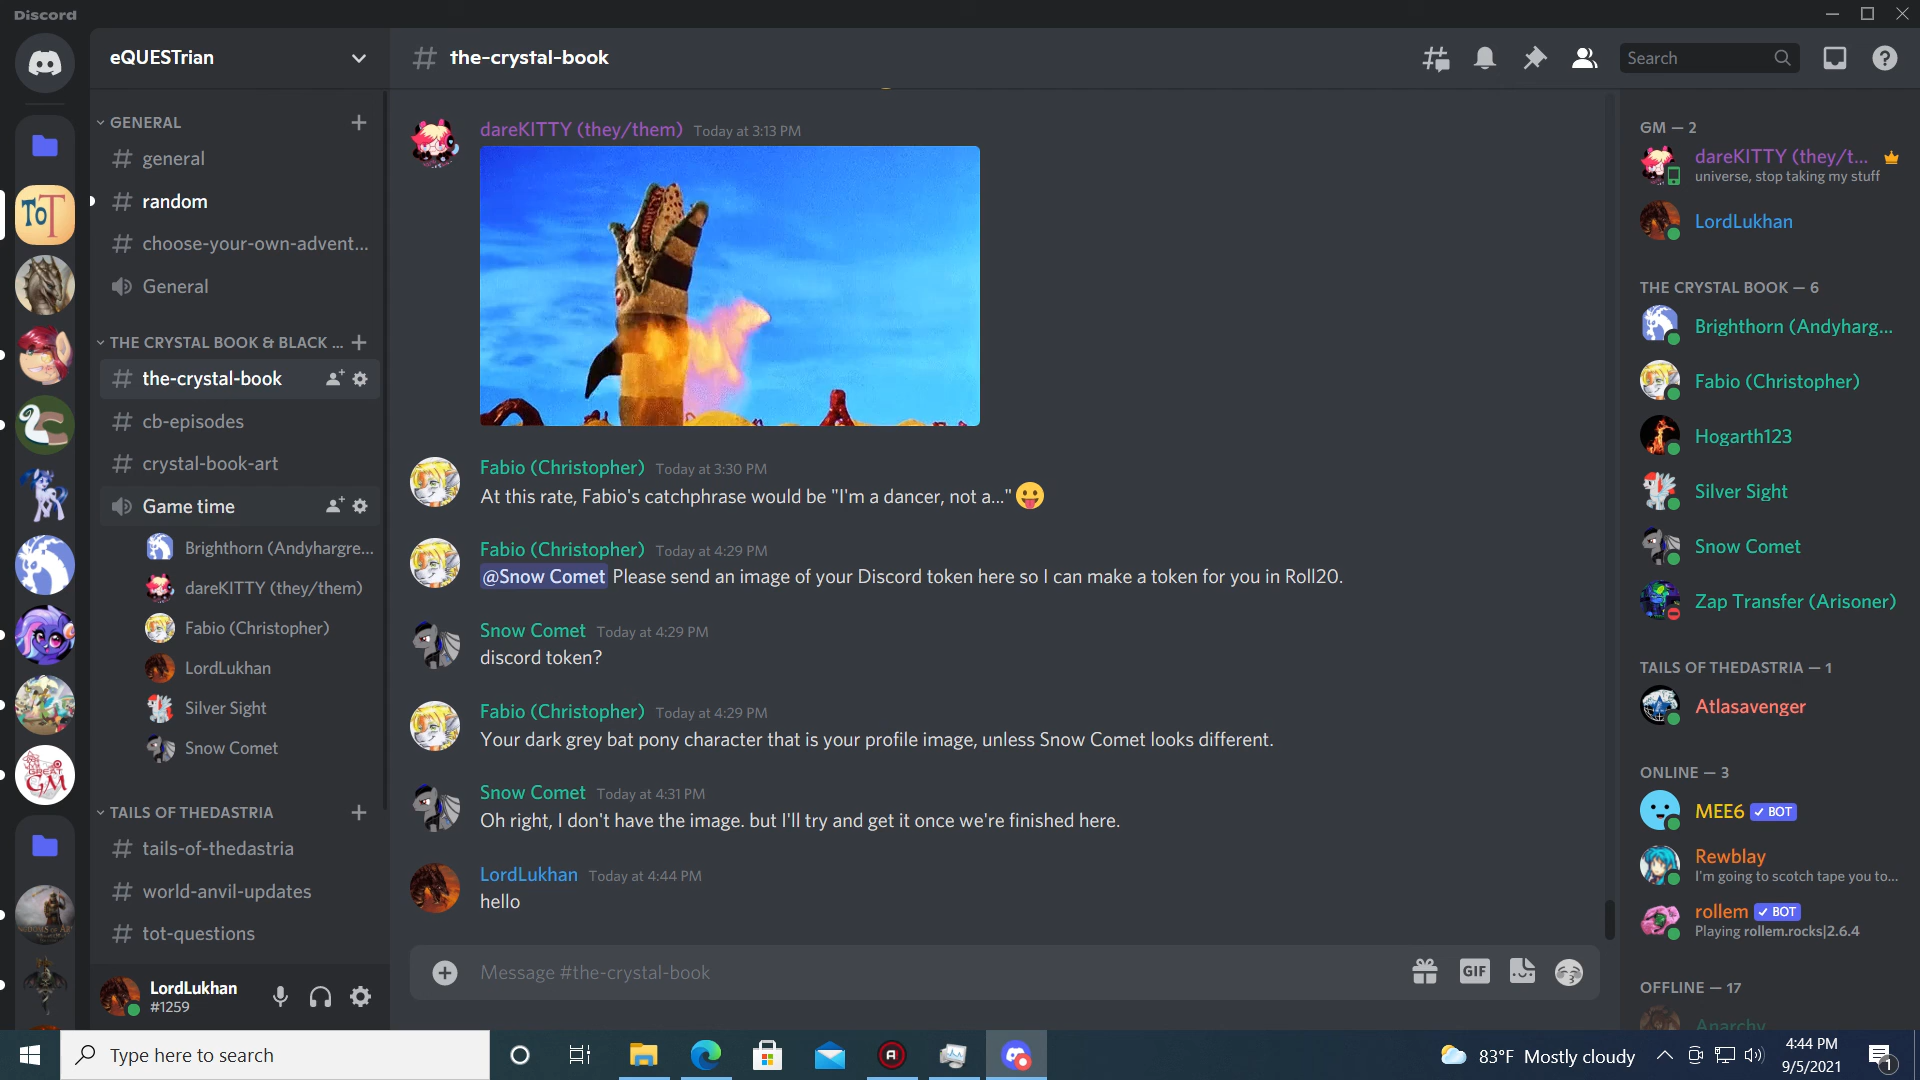 Discord
eQUESTrian
the-crystal-book
Search
GENERAL
general
random
choose-your-own-advent...
General
THE CRYSTAL BOOK & BLACK ...
the-crystal-book
cb-episodes
crystal-book-art
Game time
Brighthorn (Andyhargre...
dareKITTY (they/them)
Fabio (Christopher)
LordLukhan
Silver Sight
Snow Comet
TAILS OF THEDASTRIA
tails-of-thedastria
world-anvil-updates
tot-questions
LordLukhan
#1259
ToT
GREAT
GM
dareKITTY (they/them) Today at 3:13 PM
Fabio (Christopher) Today at 3:30 PM
At this rate, Fabio's catchphrase would be "I'm a dancer, not a..."
Fabio (Christopher) Today at 4:29 PM
@Snow Comet Please send an image of your Discord token here so I can make a token for you in Roll20.
Snow Comet Today at 4:29 PM
discord token?
Fabio (Christopher) Today at 4:29 PM
Your dark grey bat pony character that is your profile image, unless Snow Comet looks different.
Snow Comet Today at 4:31 PM
Oh right, I don't have the image. but I'll try and get it once we're finished here.
LordLukhan Today at 4:44 PM
hello
Message #the-crystal-book
GIF
GM — 2
dareKITTY (they/t...
universe, stop taking my stuff
LordLukhan
THE CRYSTAL BOOK — 6
Brighthorn (Andyharg...
Fabio (Christopher)
Hogarth123
Silver Sight
Snow Comet
Zap Transfer (Arisoner)
TAILS OF THEDASTRIA — 1
Atlasavenger
ONLINE — 3
MEE6 ✓ BOT
Rewblay
I'm going to scotch tape you to...
rollem ✓ BOT
Playing rollem.rocks|2.6.4
OFFLINE — 17
Anarchy
Type here to search
83°F Mostly cloudy
4:44 PM
9/5/2021
1